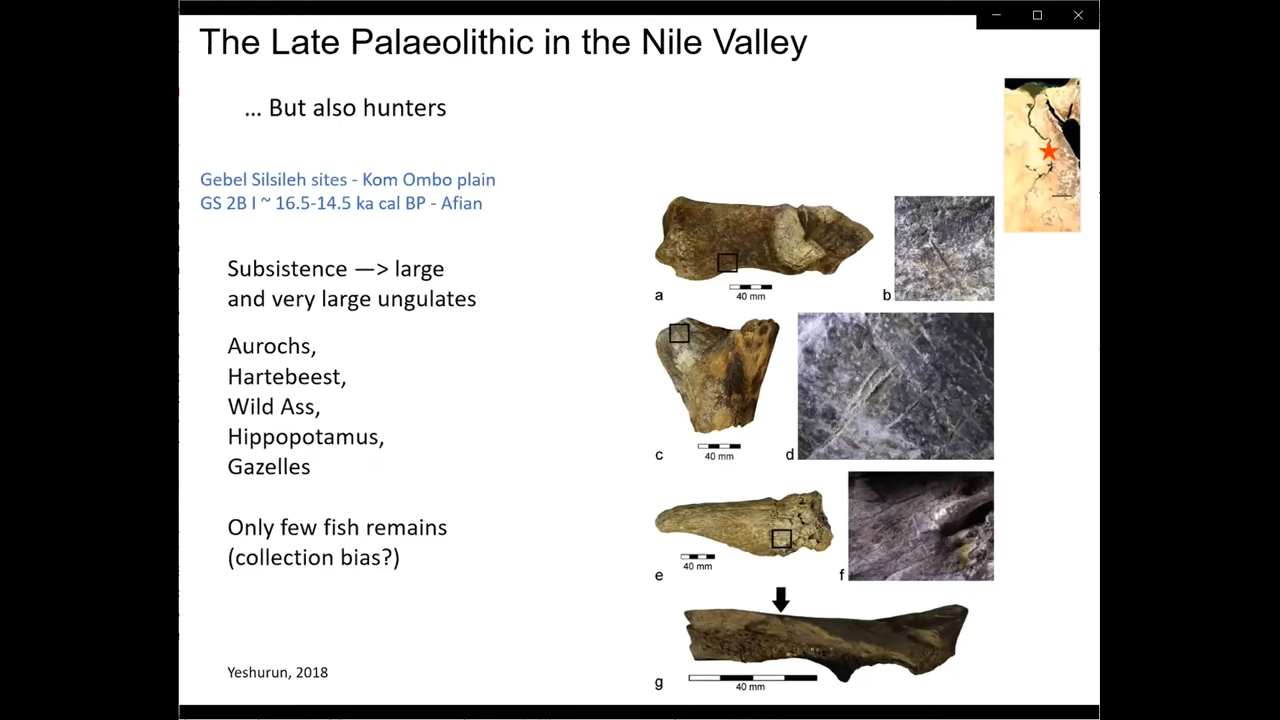 The Late Palaeolithic in the Nile Valley
... But also hunters
Gebel Silsileh sites - Kom Ombo plain
GS 2B I ~ 16.5-14.5 ka cal BP - Afian
Subsistence —> large
and very large ungulates
Aurochs,
Hartebeest,
Wild Ass,
Hippopotamus,
Gazelles
Only few fish remains
(collection bias?)
Yeshurun, 2018
a
40 mm
b
c
40 mm
d
e
40 mm
f
g
40 mm